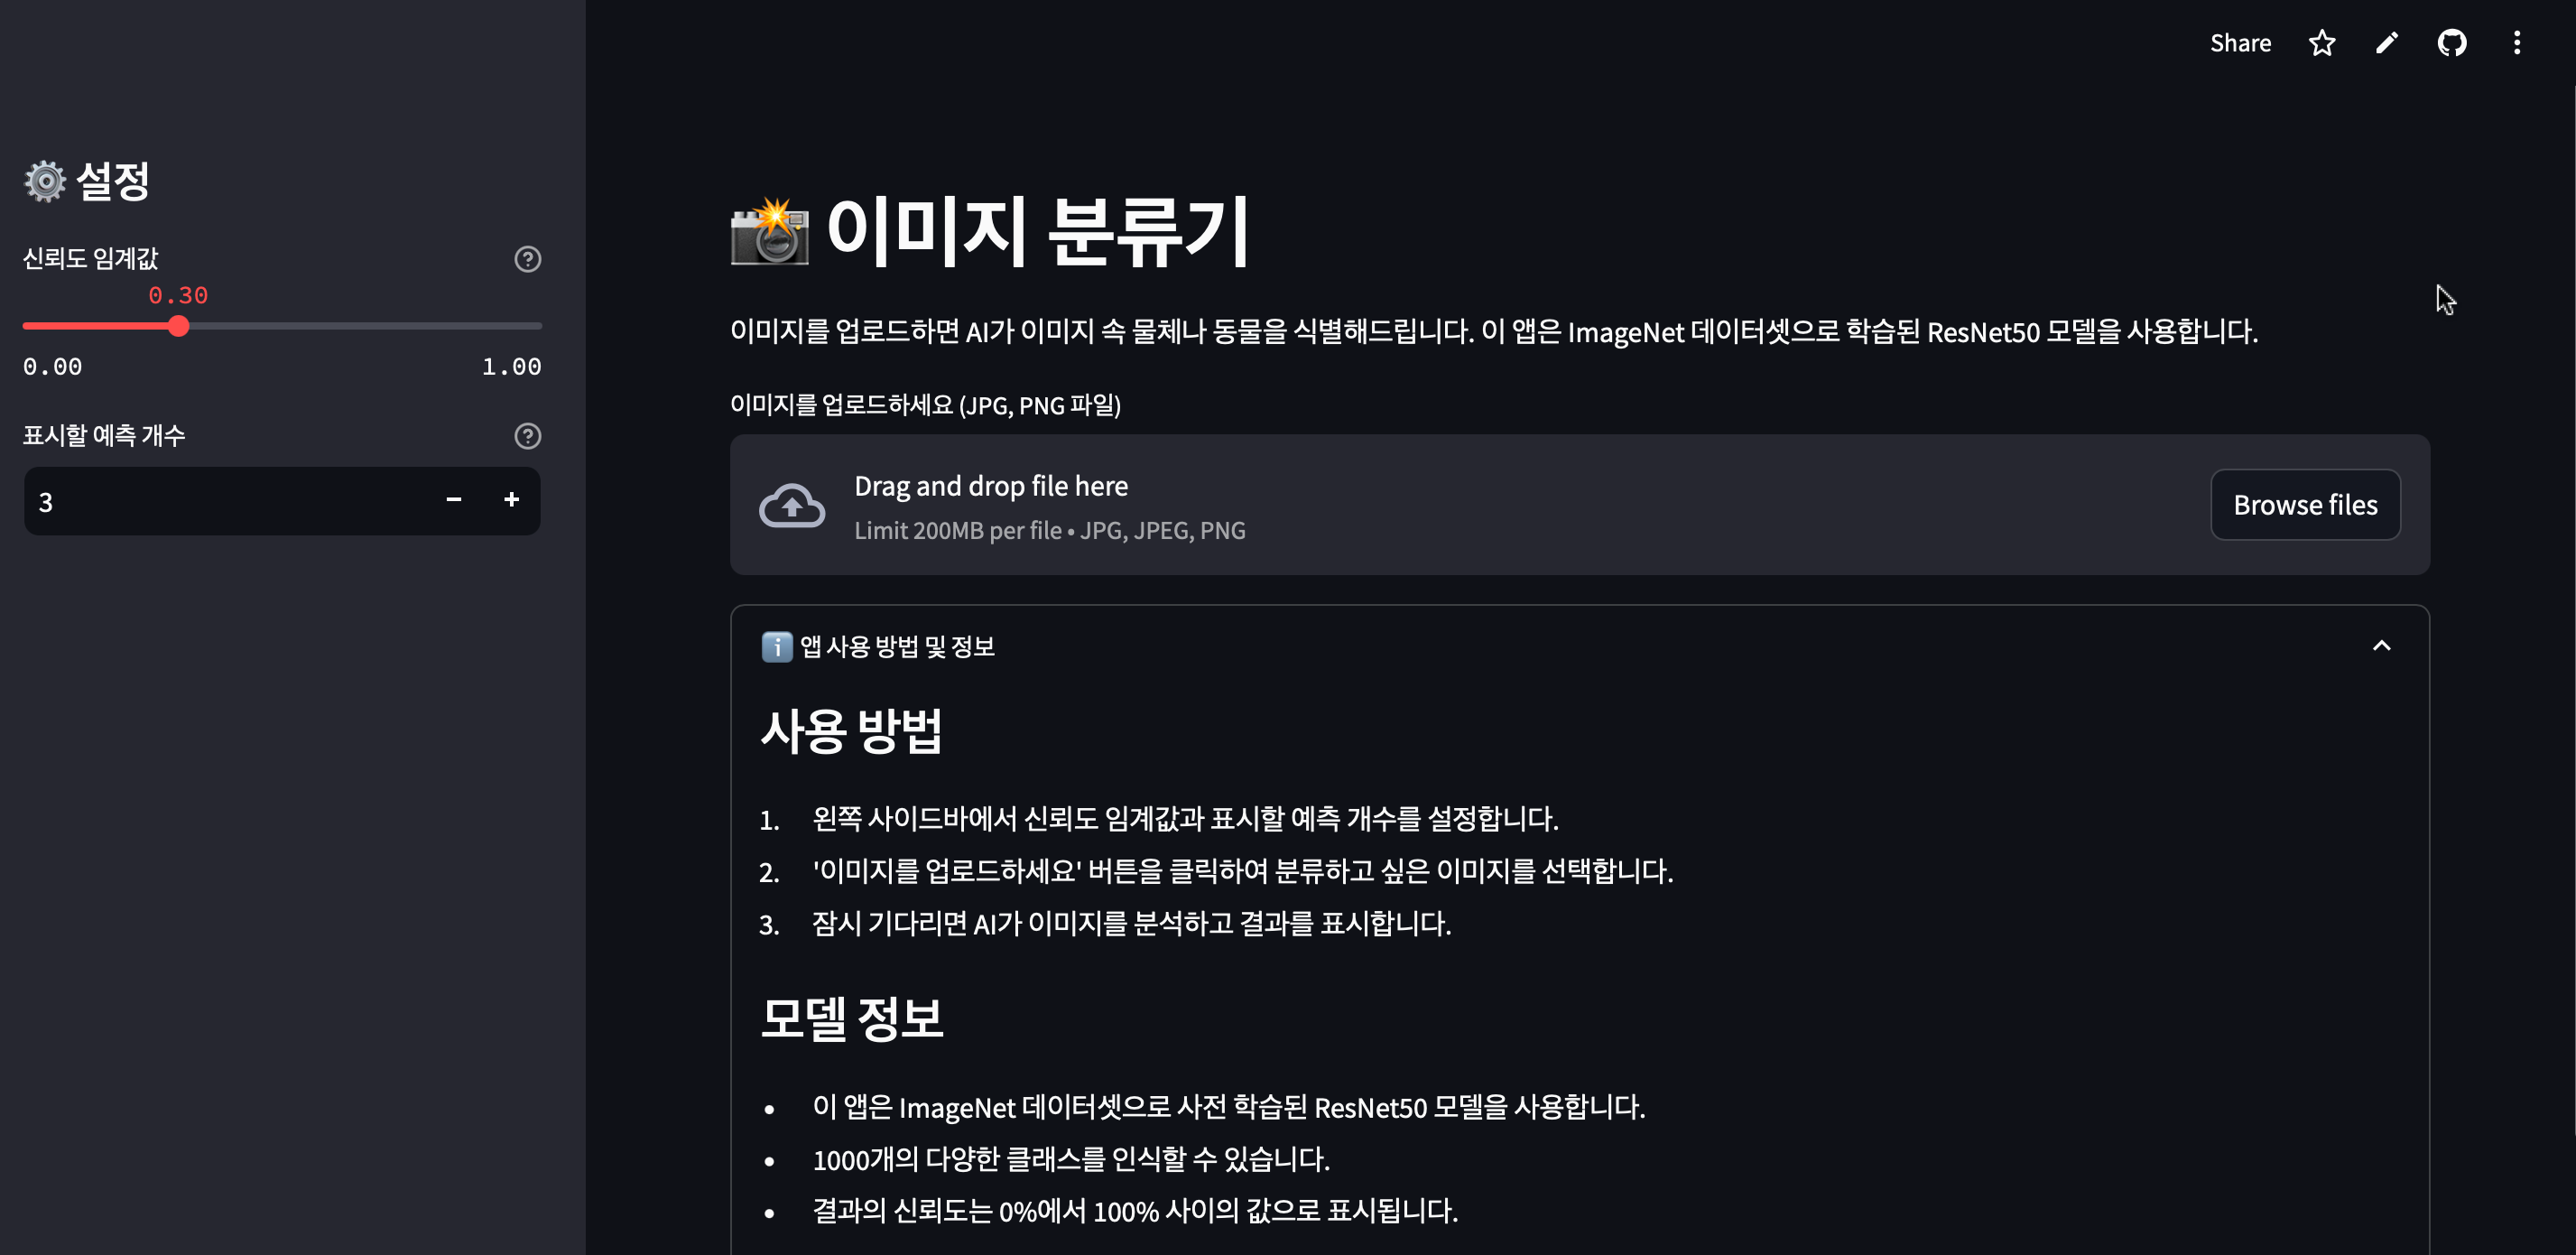 Share
설정
신뢰도 임계값
0.30
0.00 1.00
표시할 예측 개수
3
이미지 분류기
이미지를 업로드하면 AI가 이미지 속 물체나 동물을 식별해드립니다. 이 앱은 ImageNet 데이터셋으로 학습된 ResNet50 모델을 사용합니다.
이미지를 업로드하세요 (JPG, PNG 파일)
Drag and drop file here
Limit 200MB per file • JPG, JPEG, PNG
Browse files
앱 사용 방법 및 정보
사용 방법
1. 왼쪽 사이드바에서 신뢰도 임계값과 표시할 예측 개수를 설정합니다.
2. '이미지를 업로드하세요' 버튼을 클릭하여 분류하고 싶은 이미지를 선택합니다.
3. 잠시 기다리면 AI가 이미지를 분석하고 결과를 표시합니다.
모델 정보
• 이 앱은 ImageNet 데이터셋으로 사전 학습된 ResNet50 모델을 사용합니다.
• 1000개의 다양한 클래스를 인식할 수 있습니다.
• 결과의 신뢰도는 0%에서 100% 사이의 값으로 표시됩니다.